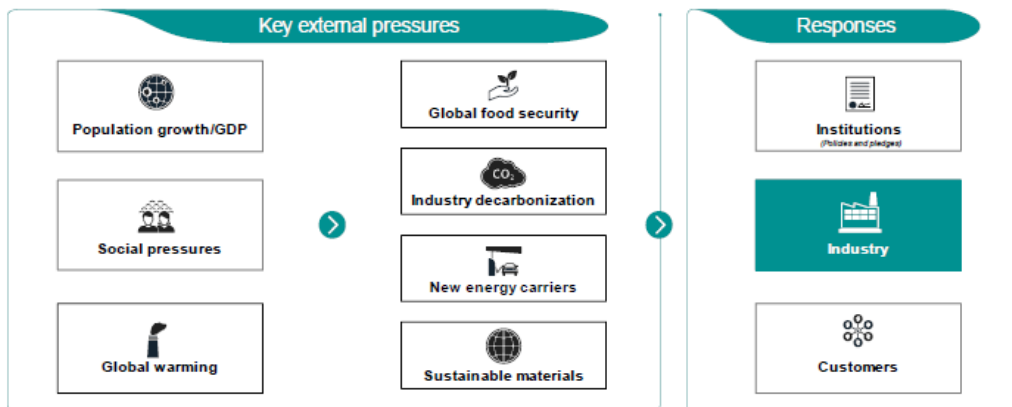 Key external pressures
Population growth/GDP
Social pressures
Global warming
Global food security
CO₂
Industry decarbonization
New energy carriers
Sustainable materials
Responses
Institutions
(Policies and pledges)
Industry
Customers